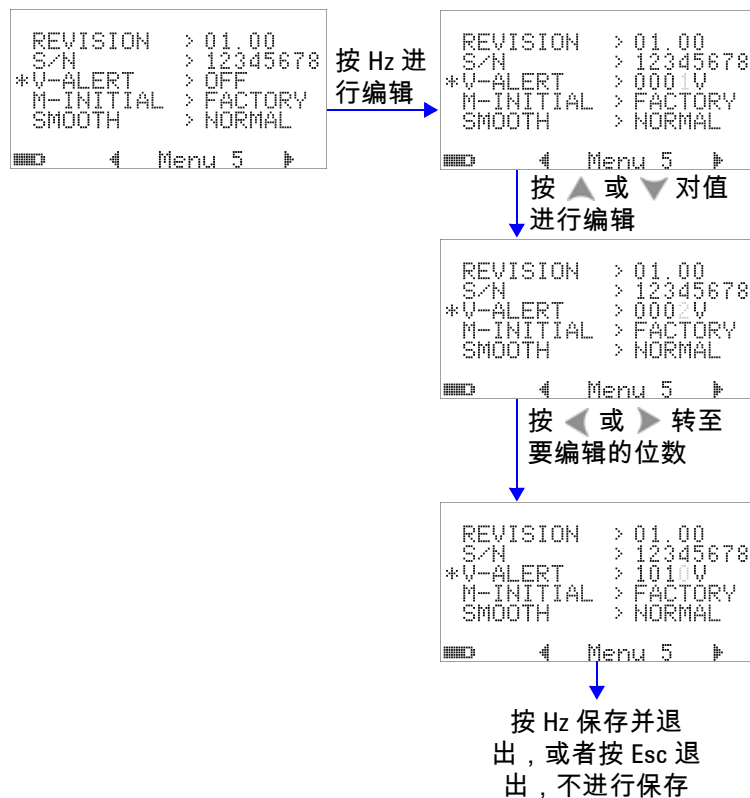 REVISION > 01.00
S/N > 12345678
*V-ALERT > OFF
M-INITIAL > FACTORY
SMOOTH > NORMAL
Menu 5
按 Hz 进
行编辑
REVISION > 01.00
S/N > 12345678
*V-ALERT > 0001V
M-INITIAL > FACTORY
SMOOTH > NORMAL
Menu 5
按 ▲ 或 ▼ 对值
进行编辑
REVISION > 01.00
S/N > 12345678
*V-ALERT > 0002V
M-INITIAL > FACTORY
SMOOTH > NORMAL
Menu 5
按 ◀ 或 ▶ 转至
要编辑的位数
REVISION > 01.00
S/N > 12345678
*V-ALERT > 1010V
M-INITIAL > FACTORY
SMOOTH > NORMAL
Menu 5
按 Hz 保存并退
出，或者按 Esc 退
出，不进行保存